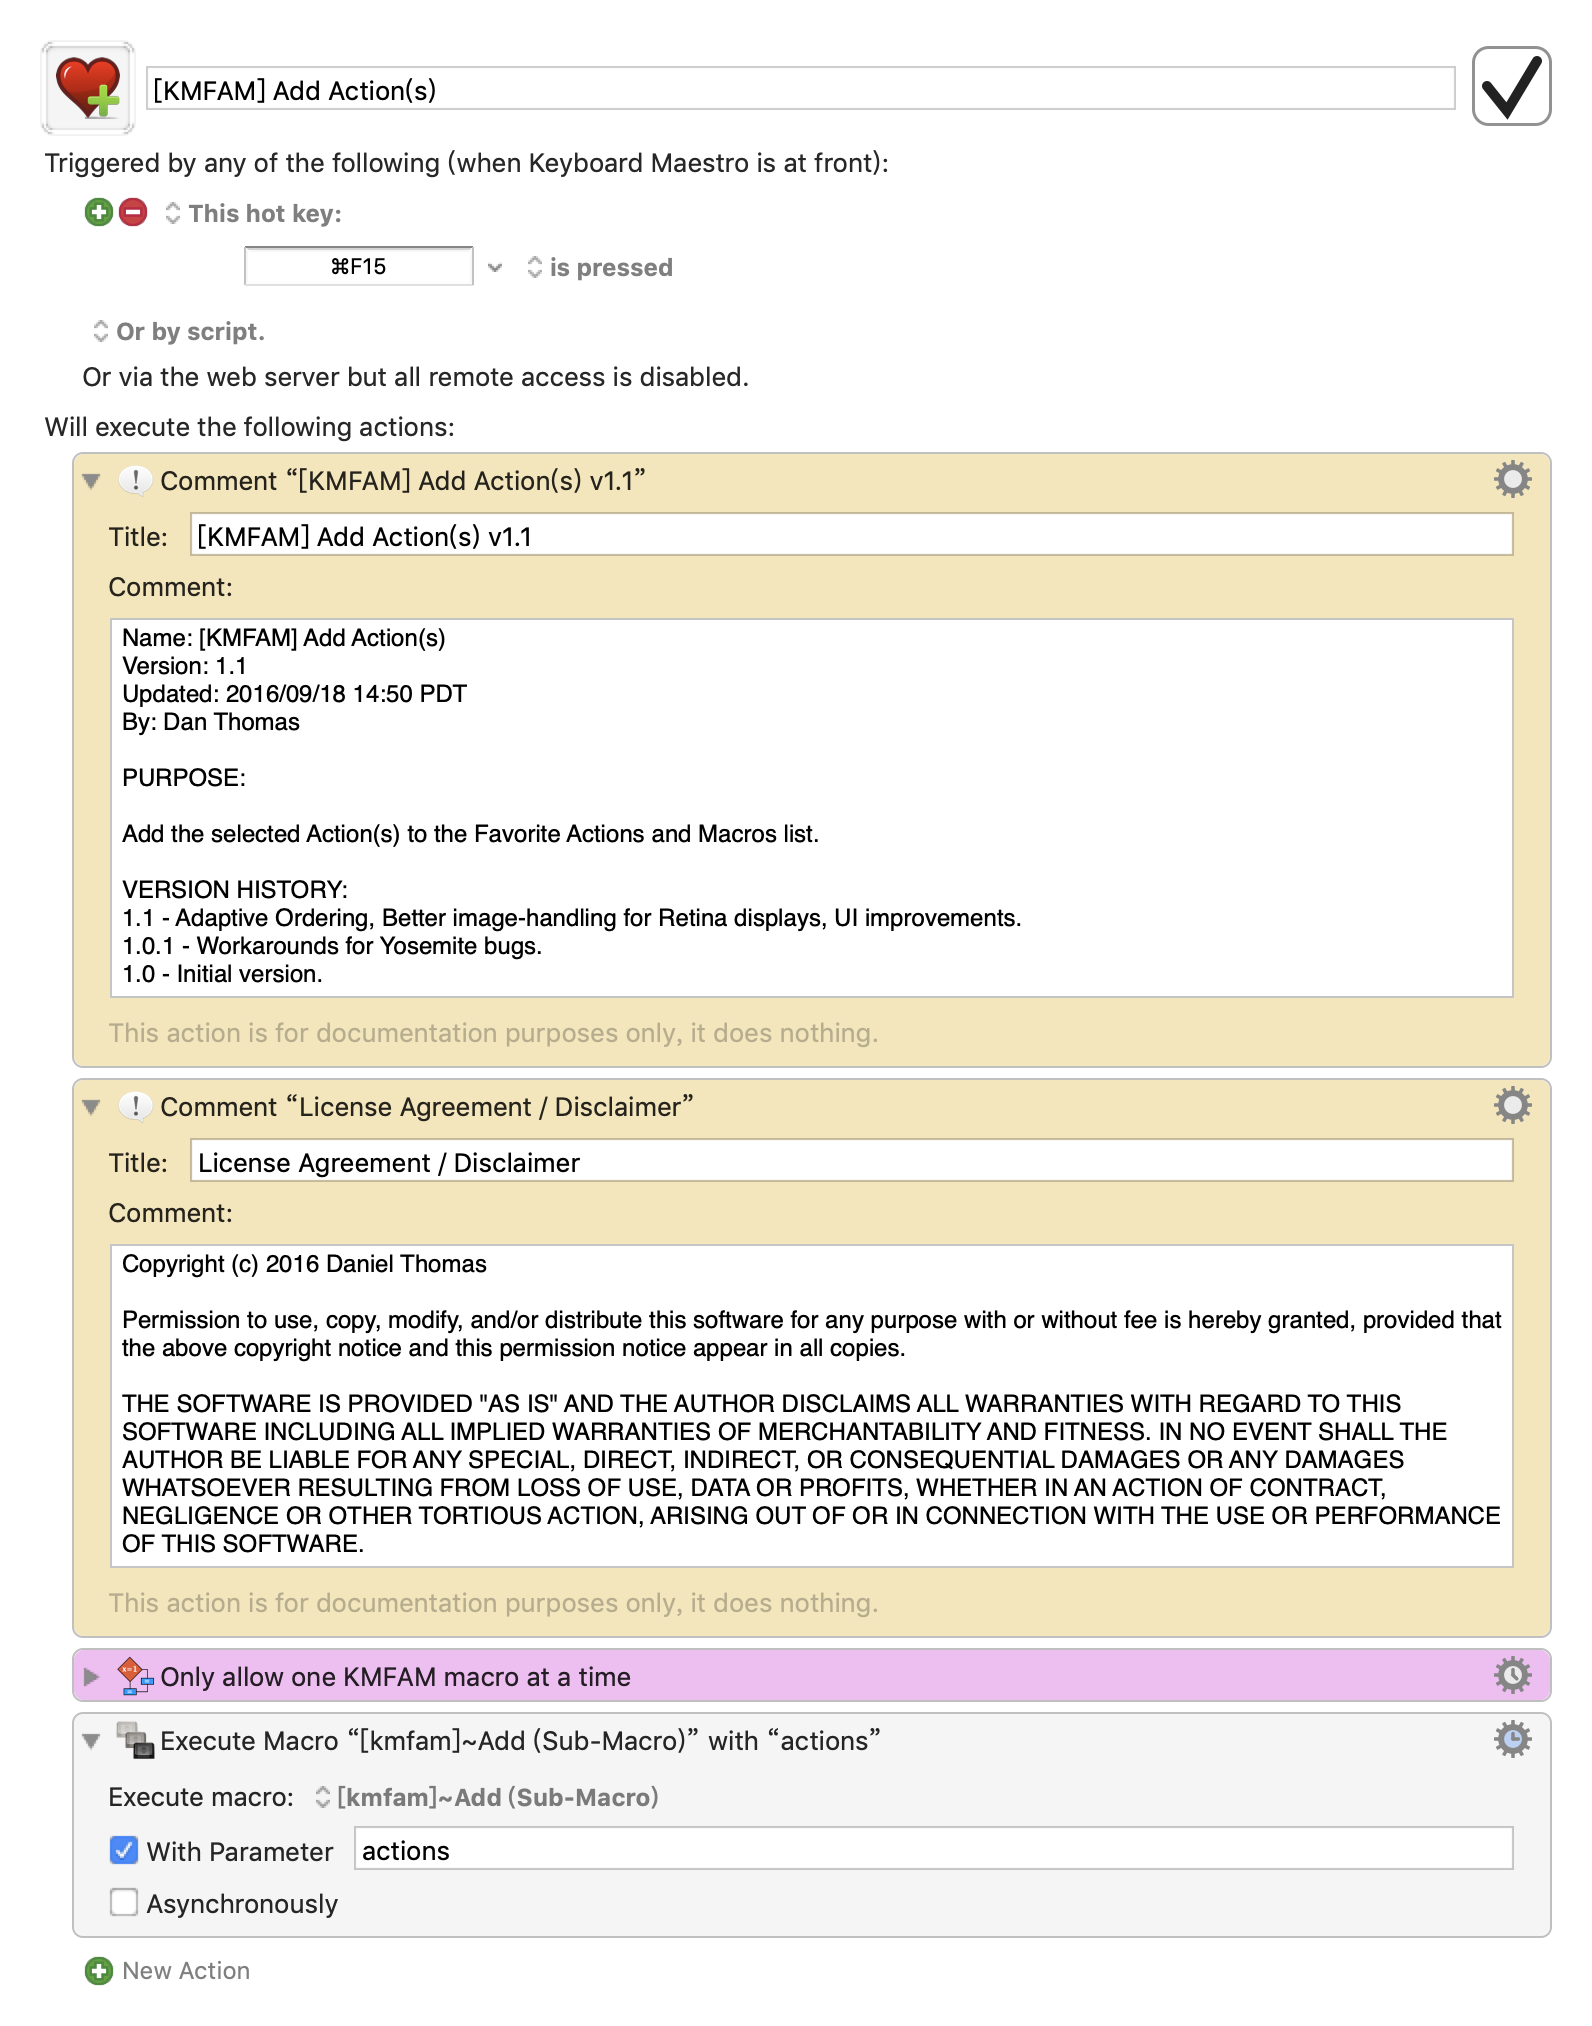 [KMFAM] Add Action(s)
Triggered by any of the following (when Keyboard Maestro is at front):
This hot key:
⌘F15
is pressed
Or by script.
Or via the web server but all remote access is disabled.
Will execute the following actions:
Comment “[KMFAM] Add Action(s) v1.1”
Title: [KMFAM] Add Action(s) v1.1
Comment:
Name: [KMFAM] Add Action(s)
Version: 1.1
Updated: 2016/09/18 14:50 PDT
By: Dan Thomas
PURPOSE:
Add the selected Action(s) to the Favorite Actions and Macros list.
VERSION HISTORY:
1.1 - Adaptive Ordering, Better image-handling for Retina displays, UI improvements.
1.0.1 - Workarounds for Yosemite bugs.
1.0 - Initial version.
This action is for documentation purposes only, it does nothing.
Comment “License Agreement / Disclaimer”
Title: License Agreement / Disclaimer
Comment:
Copyright (c) 2016 Daniel Thomas
Permission to use, copy, modify, and/or distribute this software for any purpose with or without fee is hereby granted, provided that
the above copyright notice and this permission notice appear in all copies.
THE SOFTWARE IS PROVIDED "AS IS" AND THE AUTHOR DISCLAIMS ALL WARRANTIES WITH REGARD TO THIS
SOFTWARE INCLUDING ALL IMPLIED WARRANTIES OF MERCHANTABILITY AND FITNESS. IN NO EVENT SHALL THE
AUTHOR BE LIABLE FOR ANY SPECIAL, DIRECT, INDIRECT, OR CONSEQUENTIAL DAMAGES OR ANY DAMAGES
WHATSOEVER RESULTING FROM LOSS OF USE, DATA OR PROFITS, WHETHER IN AN ACTION OF CONTRACT,
NEGLIGENCE OR OTHER TORTIOUS ACTION, ARISING OUT OF OR IN CONNECTION WITH THE USE OR PERFORMANCE
OF THIS SOFTWARE.
This action is for documentation purposes only, it does nothing.
Only allow one KMFAM macro at a time
Execute Macro “[kmfam]~Add (Sub-Macro)” with “actions”
Execute macro: [kmfam]~Add (Sub-Macro)
With Parameter actions
Asynchronously
New Action